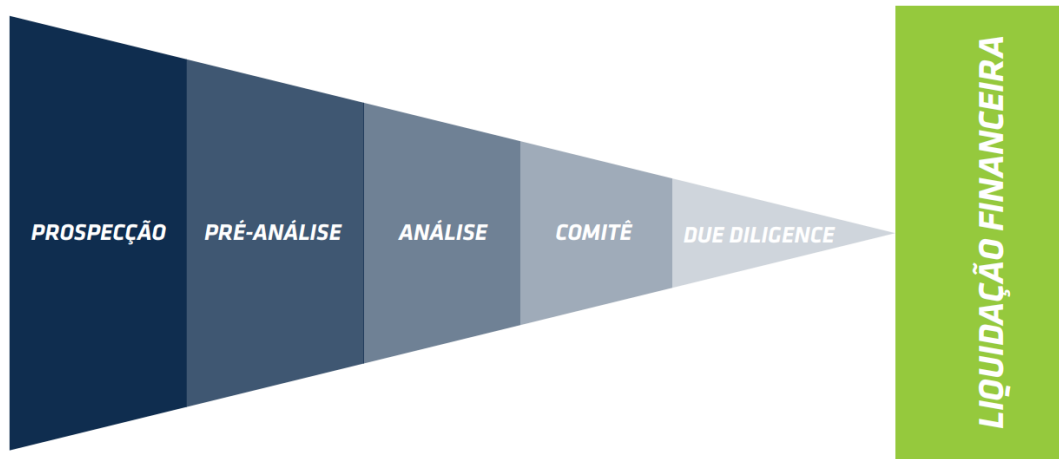 PROSPECÇÃO
PRÉ-ANÁLISE
ANÁLISE
COMITÊ
DUE DILIGENCE
LIQUIDAÇÃO FINANCEIRA